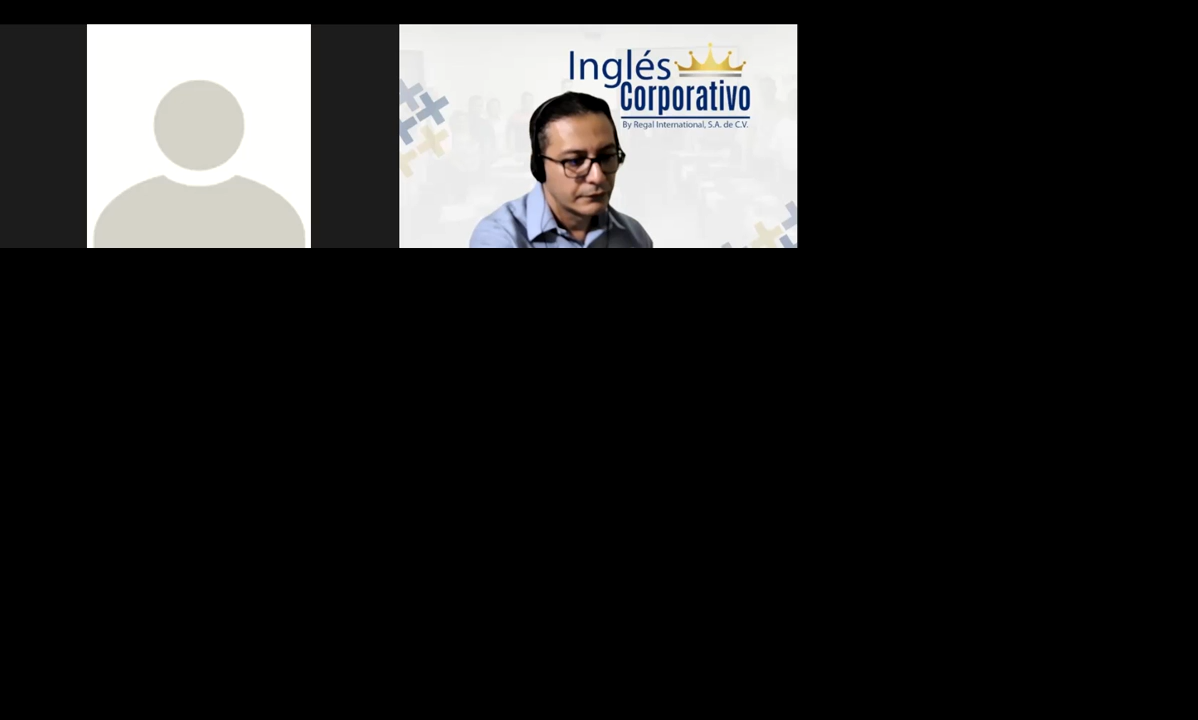 Inglés
Corporativo
By Regal International, S.A. de C.V.